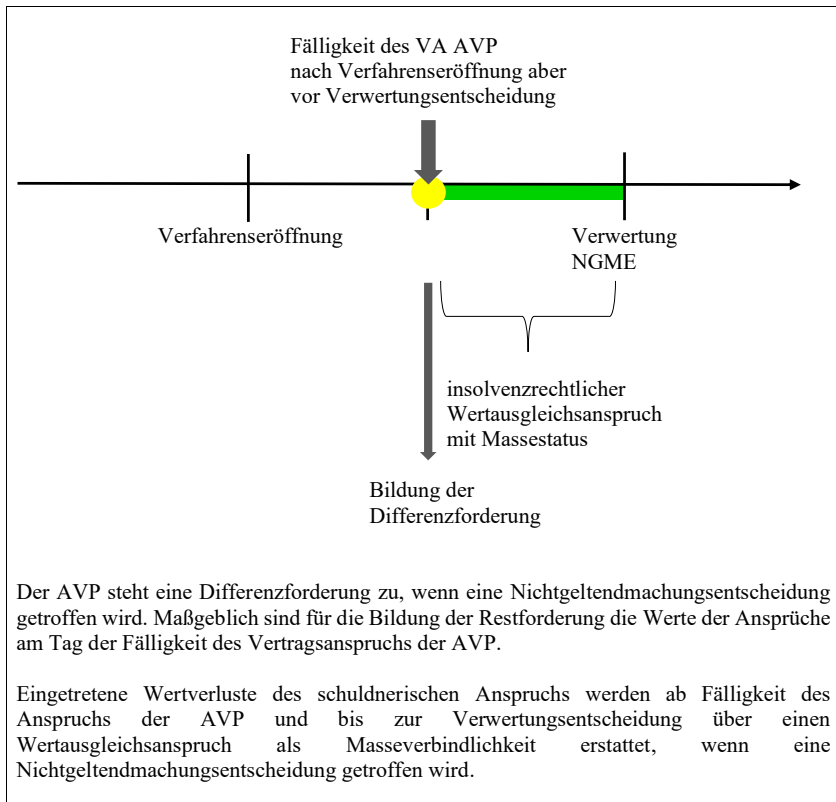 Fälligkeit des VA AVP
nach Verfahrenseröffnung aber
vor Verwertungsentscheidung
Verfahrenseröffnung
Verwertung
NGME
insolvenzrechtlicher
Wertausgleichsanspruch
mit Massestatus
Bildung der
Differenzforderung
Der AVP steht eine Differenzforderung zu, wenn eine Nichtgeltendmachungsentscheidung
getroffen wird. Maßgeblich sind für die Bildung der Restforderung die Werte der Ansprüche
am Tag der Fälligkeit des Vertragsanspruchs der AVP.
Eingetretene Wertverluste des schuldnerischen Anspruchs werden ab Fälligkeit des
Anspruchs der AVP und bis zur Verwertungsentscheidung über einen
Wertausgleichsanspruch als Masseverbindlichkeit erstattet, wenn eine
Nichtgeltendmachungsentscheidung getroffen wird.